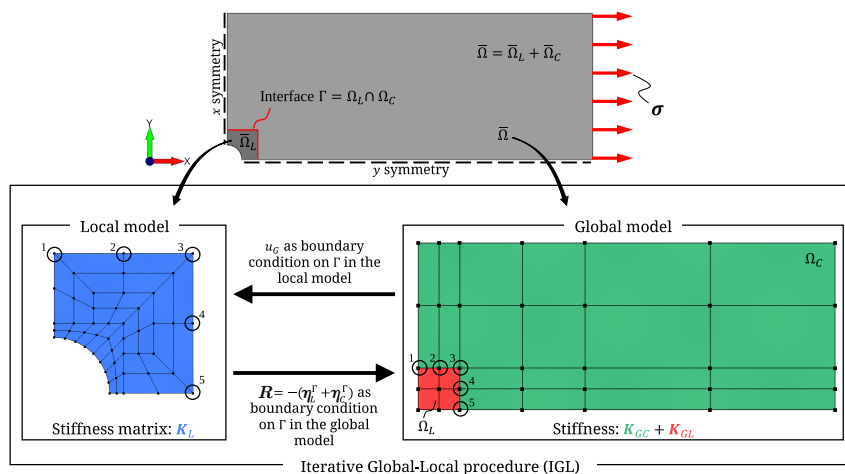 x symmetry
Ω̅ = Ω̅_L + Ω̅_C
Interface Γ = Ω_L ∩ Ω_C
σ
Y
X
Ω̅_L
Ω̅
y symmetry
Local model
1
2
3
4
5
Stiffness matrix: K_L
u_G as boundary
condition on Γ in the
local model
R = −(η_L^Γ + η_C^Γ) as
boundary condition
on Γ in the global
model
Global model
Ω_C
1
2
3
4
5
Ω_L
Stiffness: K_GC + K_GL
Iterative Global-Local procedure (IGL)